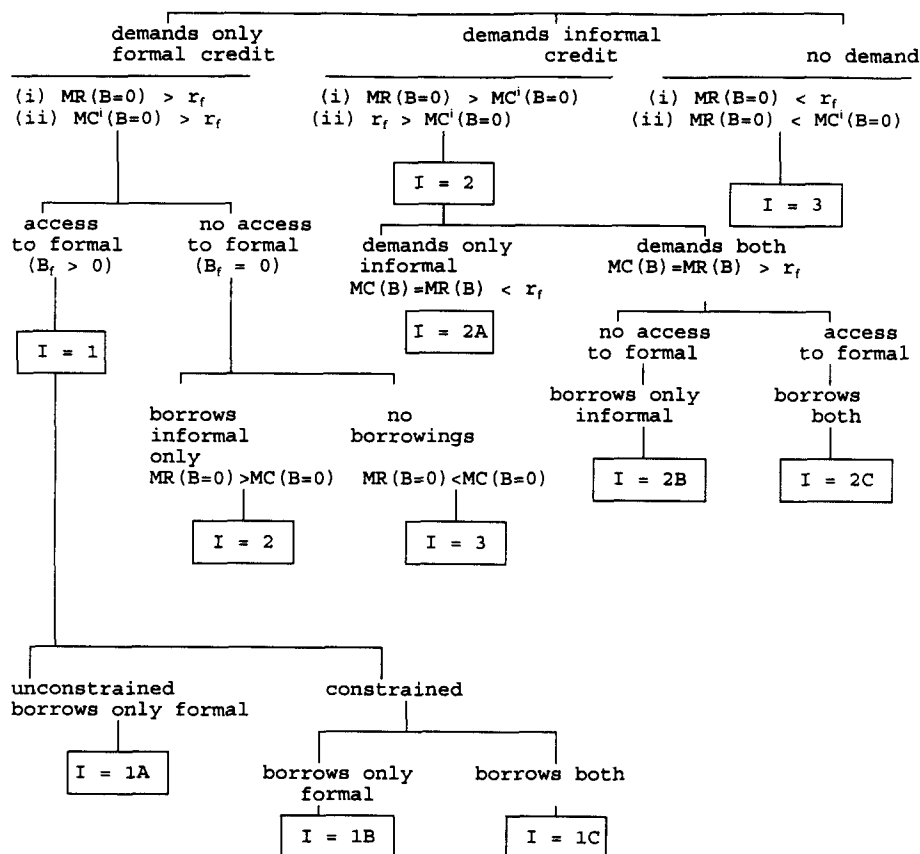 demands only
formal credit
demands informal
credit
no demand
(i) MR(B=0) > r_f
(ii) MC^i(B=0) > r_f
(i) MR(B=0) > MC^i(B=0)
(ii) r_f > MC^i(B=0)
(i) MR(B=0) < r_f
(ii) MR(B=0) < MC^i(B=0)
I = 2
I = 3
access
to formal
(B_f > 0)
no access
to formal
(B_f = 0)
demands only
informal
MC(B)=MR(B) < r_f
demands both
MC(B)=MR(B) > r_f
I = 1
I = 2A
no access
to formal
access
to formal
borrows only
informal
borrows
both
I = 2B
I = 2C
borrows
informal
only
MR(B=0)>MC(B=0)
no
borrowings
MR(B=0)<MC(B=0)
I = 2
I = 3
unconstrained
borrows only formal
constrained
I = 1A
borrows only
formal
borrows both
I = 1B
I = 1C